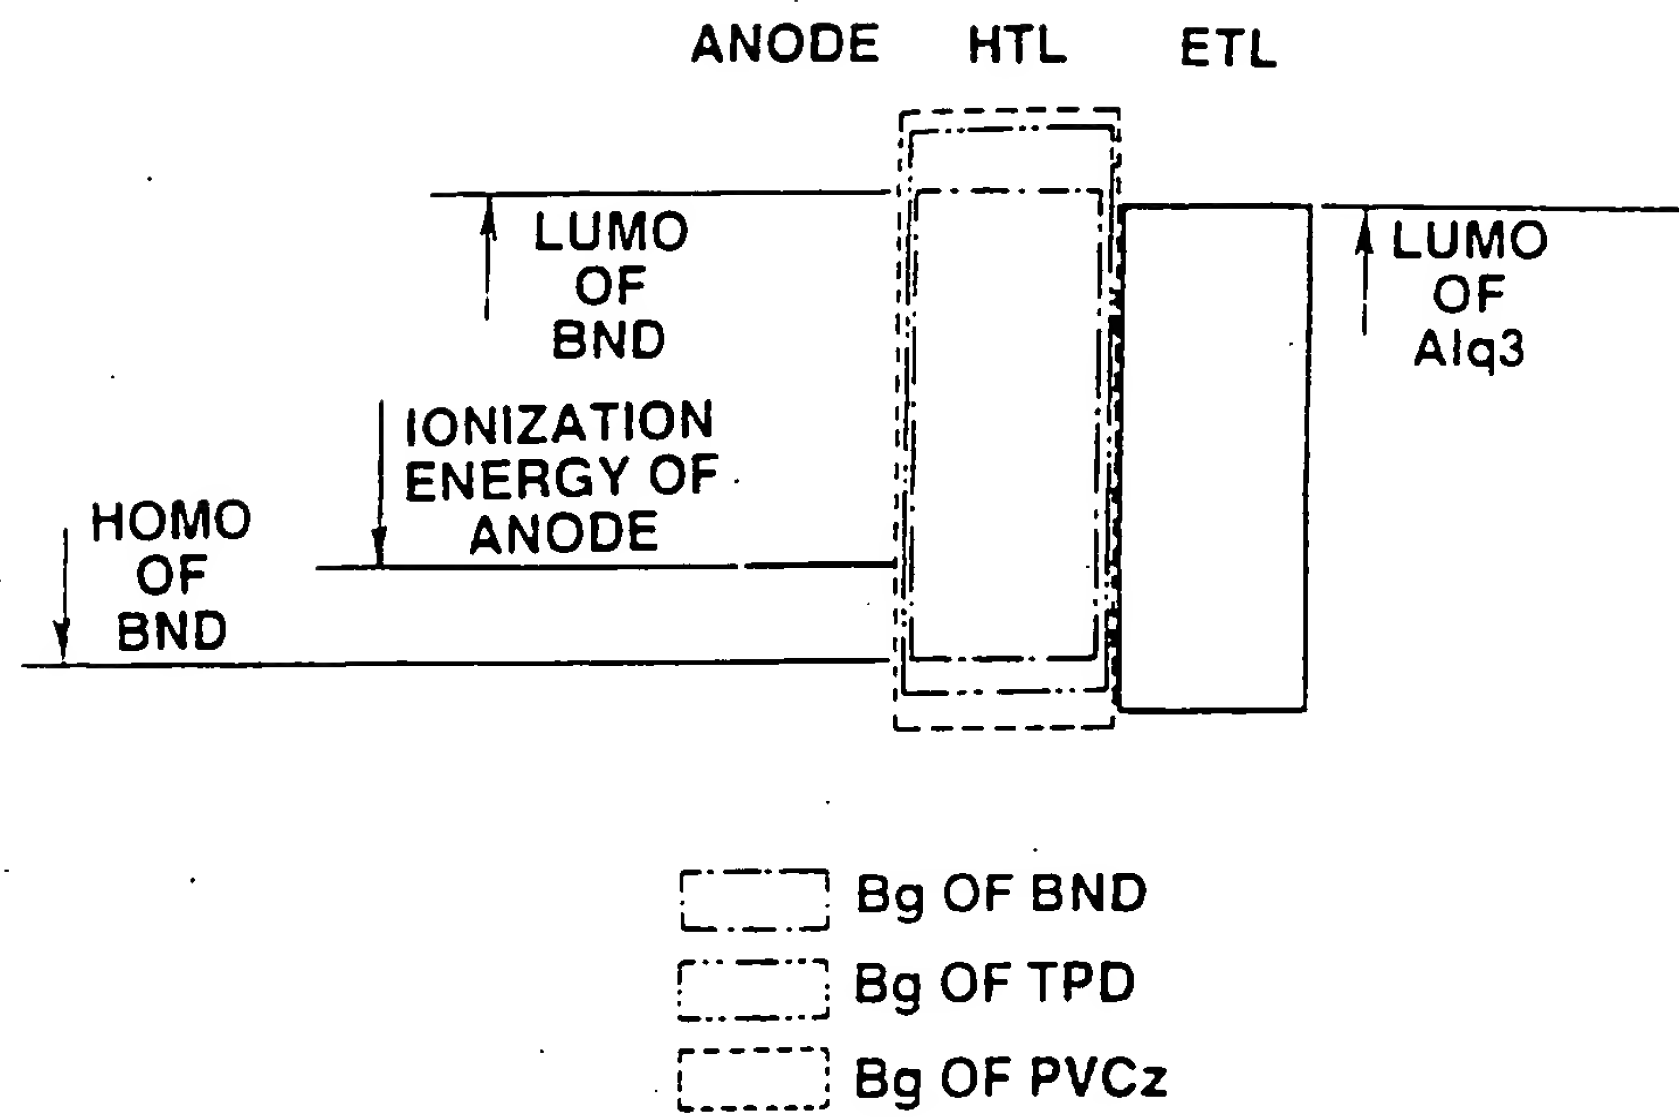 ANODE HTL ETL
LUMO
OF
BND
LUMO
OF
Alq3
IONIZATION
ENERGY OF
ANODE
HOMO
OF
BND
Bg OF BND
Bg OF TPD
Bg OF PVCz